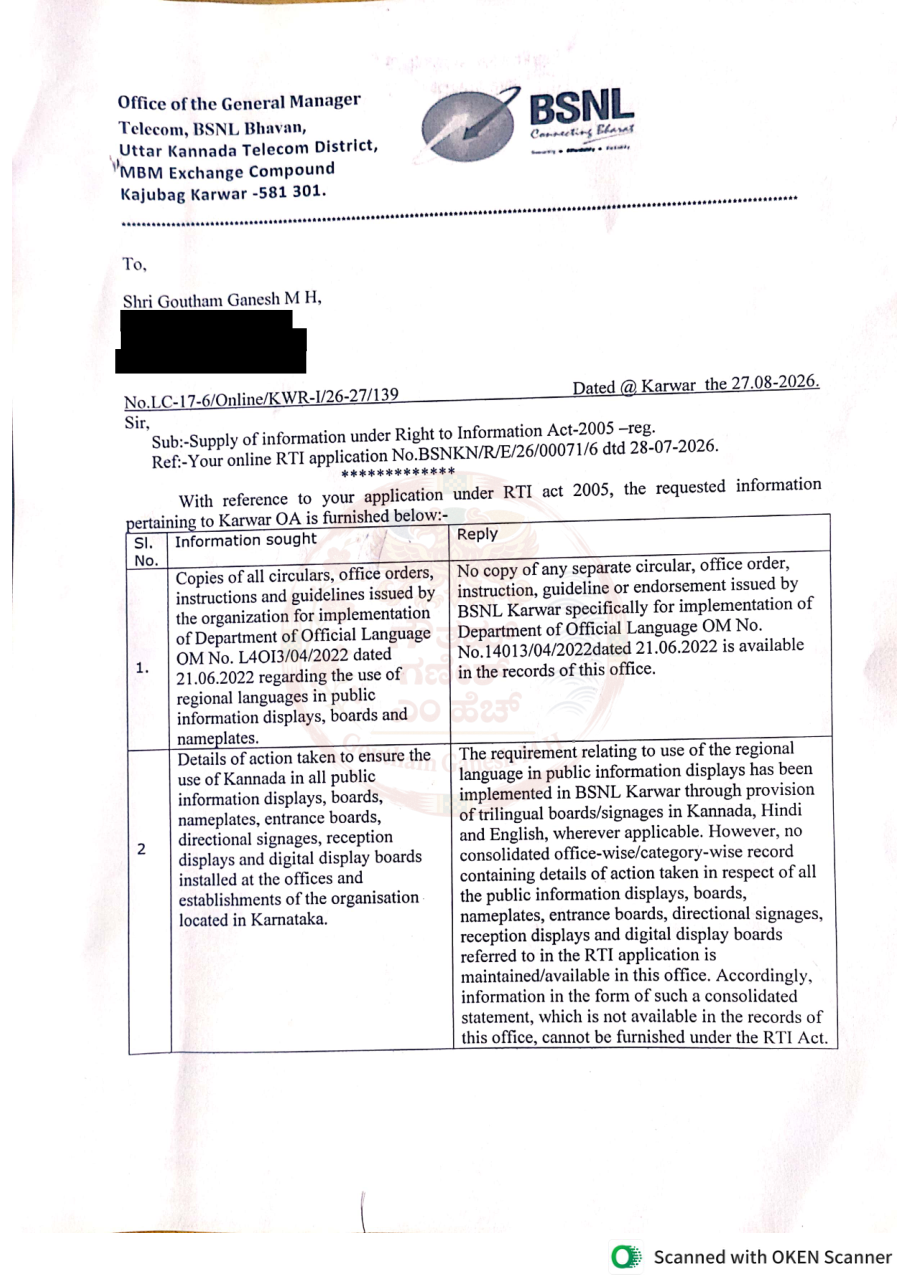 Office of the General Manager
Telecom, BSNL Bhavan,
Uttar Kannada Telecom District,
MBM Exchange Compound
Kajubag Karwar -581 301.
BSNL
Connecting Bharat
To,
Shri Goutham Ganesh M H,
No.LC-17-6/Online/KWR-I/26-27/139
Dated @ Karwar the 27.08-2026.
Sir,
Sub:-Supply of information under Right to Information Act-2005 –reg.
Ref:-Your online RTI application No.BSNKN/R/E/26/00071/6 dtd 28-07-2026.
*************
With reference to your application under RTI act 2005, the requested information
pertaining to Karwar OA is furnished below:-
Sl.
No.
Information sought
Reply
1.
Copies of all circulars, office orders,
instructions and guidelines issued by
the organization for implementation
of Department of Official Language
OM No. L4OI3/04/2022 dated
21.06.2022 regarding the use of
regional languages in public
information displays, boards and
nameplates.
No copy of any separate circular, office order,
instruction, guideline or endorsement issued by
BSNL Karwar specifically for implementation of
Department of Official Language OM No.
No.14013/04/2022dated 21.06.2022 is available
in the records of this office.
2
Details of action taken to ensure the
use of Kannada in all public
information displays, boards,
nameplates, entrance boards,
directional signages, reception
displays and digital display boards
installed at the offices and
establishments of the organisation
located in Karnataka.
The requirement relating to use of the regional
language in public information displays has been
implemented in BSNL Karwar through provision
of trilingual boards/signages in Kannada, Hindi
and English, wherever applicable. However, no
consolidated office-wise/category-wise record
containing details of action taken in respect of all
the public information displays, boards,
nameplates, entrance boards, directional signages,
reception displays and digital display boards
referred to in the RTI application is
maintained/available in this office. Accordingly,
information in the form of such a consolidated
statement, which is not available in the records of
this office, cannot be furnished under the RTI Act.
ಗೌತಮ್
ಗಣೇಶ್
ಎಂ ಹೆಚ್
Scanned with OKEN Scanner